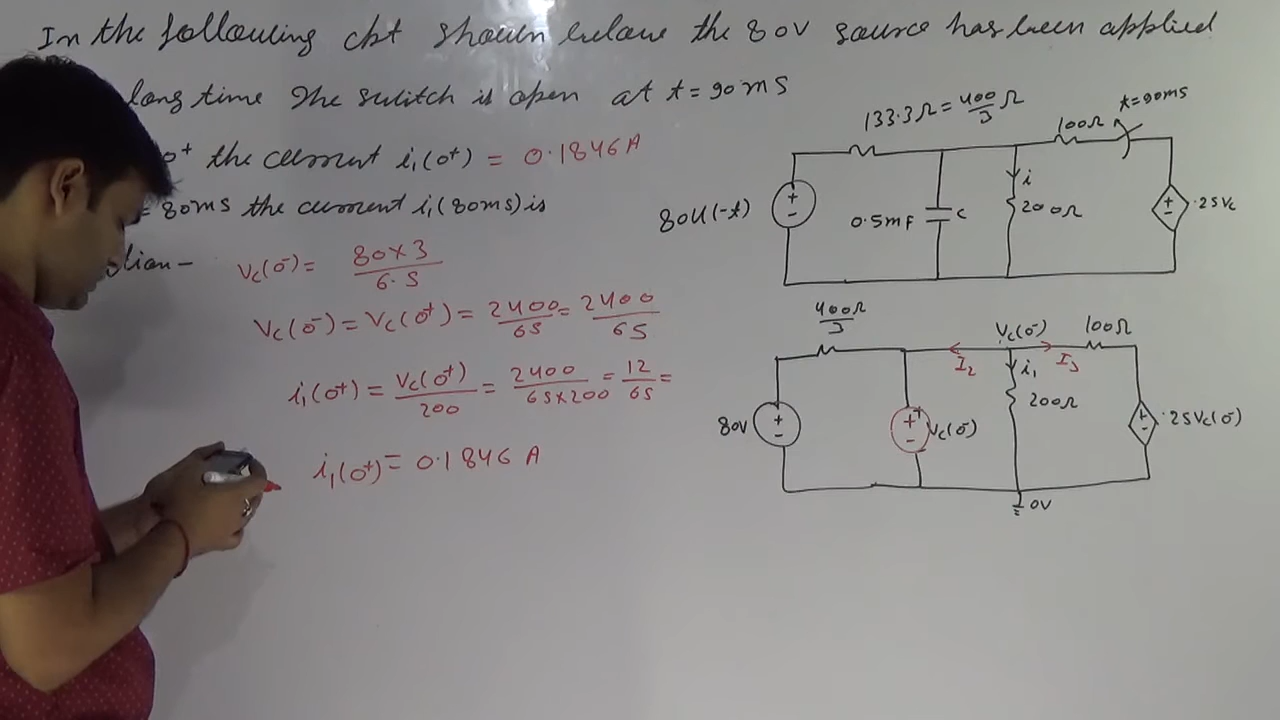 In the following ckt shown below the 80V source has been applied
long time The switch is open at t=90ms
0⁺ the current i₁(0⁺) = 0.1846A
= 80ms the current i₁(80ms) is
Vc(0⁻) = 80×3 / 6.5
Vc(0⁻) = Vc(0⁺) = 2400/65 = 2400/65
i₁(0⁺) = Vc(0⁺)/200 = 2400/65×200 = 12/65 =
i₁(0⁺) = 0.1846 A
133.3Ω = 400/3 Ω
100Ω
t=90ms
80U(-t)
0.5mF
C
i
200Ω
.25Vc
400Ω/3
Vc(0⁻)
100Ω
I₂
I₃
i₁
200Ω
80V
Vc(0⁻)
.25Vc(0⁻)
0V